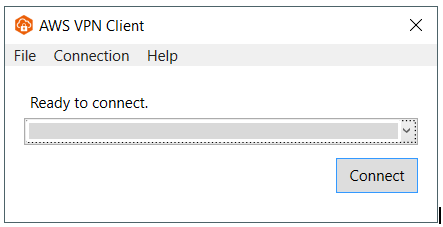 AWS VPN Client
File Connection Help
Ready to connect.
Connect